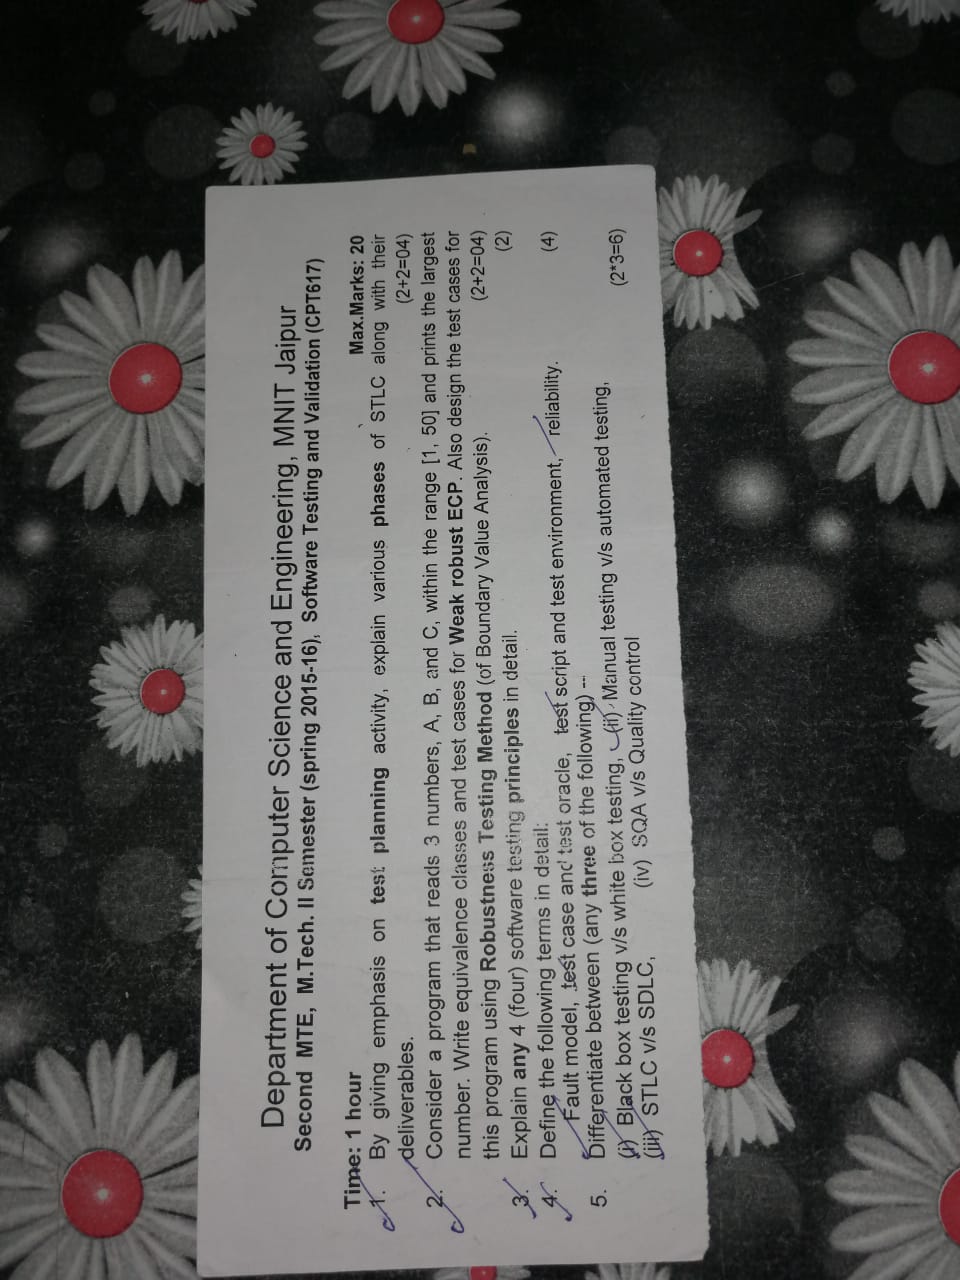 Department of Computer Science and Engineering, MNIT Jaipur
Second MTE, M.Tech. II Semester (spring 2015-16), Software Testing and Validation (CPT617)
Time: 1 hour Max.Marks: 20
1. By giving emphasis on test planning activity, explain various phases of STLC along with their
deliverables. (2+2=04)
2. Consider a program that reads 3 numbers, A, B, and C, within the range [1, 50] and prints the largest
number. Write equivalence classes and test cases for Weak robust ECP. Also design the test cases for
this program using Robustness Testing Method (of Boundary Value Analysis). (2+2=04)
3. Explain any 4 (four) software testing principles in detail. (2)
4. Define the following terms in detail:
Fault model, test case and test oracle, test script and test environment, reliability. (4)
5. Differentiate between (any three of the following) --
(i) Black box testing v/s white box testing, (ii) Manual testing v/s automated testing,
(iii) STLC v/s SDLC, (iv) SQA v/s Quality control (2*3=6)